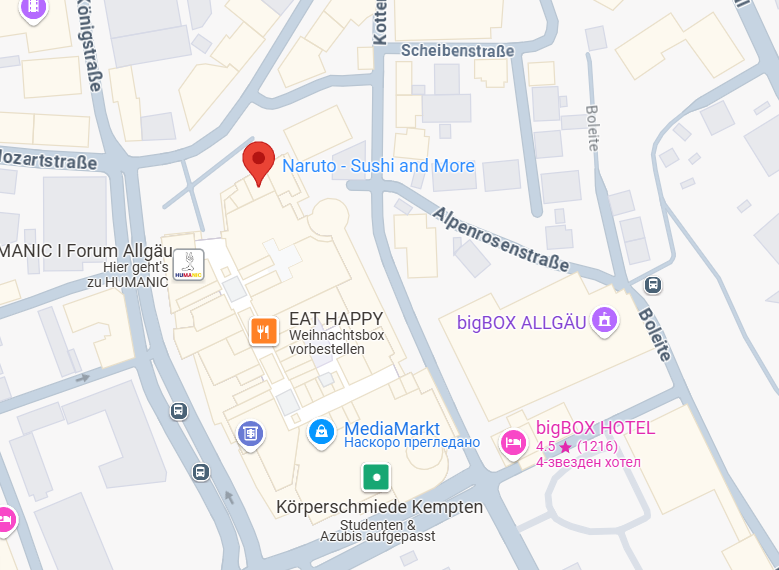 Königstraße
Kotter
Scheibenstraße
Boleite
Mozartstraße
Naruto - Sushi and More
Alpenrosenstraße
MANIC I Forum Allgäu
Hier geht's
zu HUMANIC
HUMANIC
EAT HAPPY
Weihnachtsbox
vorbestellen
bigBOX ALLGÄU
Boleite
MediaMarkt
Наскоро прегледано
bigBOX HOTEL
4.5 ★ (1216)
4-звезден хотел
Körperschmiede Kempten
Studenten &
Azubis aufgepasst